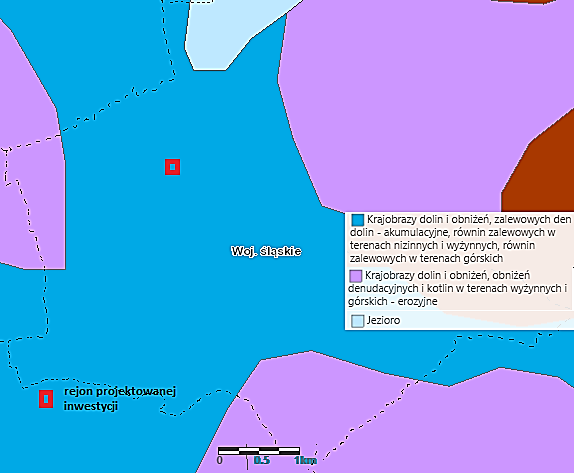 Woj. śląskie
Krajobrazy dolin i obniżeń, zalewowych den
dolin - akumulacyjne, równin zalewowych w
terenach nizinnych i wyżynnych, równin
zalewowych w terenach górskich
Krajobrazy dolin i obniżeń, obniżeń
denudacyjnych i kotlin w terenach wyżynnych i
górskich - erozyjne
Jezioro
rejon projektowanej
inwestycji
0 0.5 1km